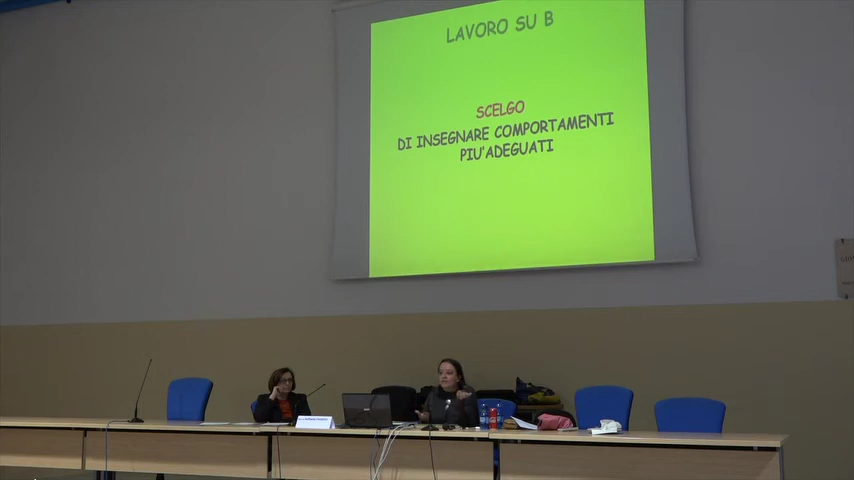 LAVORO SU B
SCELGO
DI INSEGNARE COMPORTAMENTI
PIU'ADEGUATI